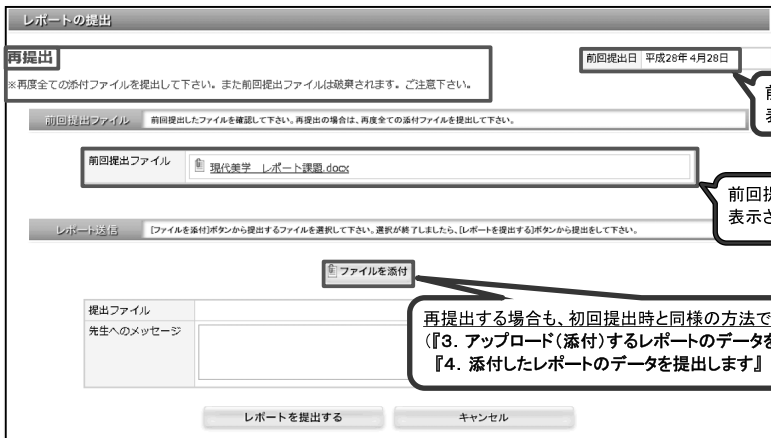 レポートの提出
再提出
前回提出日 平成28年4月28日
※再度全ての添付ファイルを提出して下さい。また前回提出ファイルは破棄されます。ご注意下さい。
前回提出ファイル 前回提出したファイルを確認して下さい。再提出の場合は、再度全ての添付ファイルを提出して下さい。
前回提出ファイル 現代美学 レポート課題.docx
前回提
表示さ
レポート送信 [ファイルを添付]ボタンから提出するファイルを選択して下さい。選択が終了しましたら、[レポートを提出する]ボタンから提出をして下さい。
ファイルを添付
提出ファイル
先生へのメッセージ
再提出する場合も、初回提出時と同様の方法で
(『3. アップロード(添付)するレポートのデータを
『4. 添付したレポートのデータを提出します』
レポートを提出する キャンセル